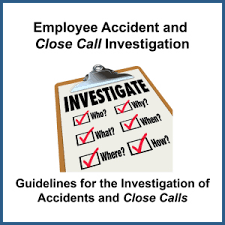 Employee Accident and
Close Call Investigation
INVESTIGATE
Who? Why?
What? When?
Where? How?
Guidelines for the Investigation of
Accidents and Close Calls